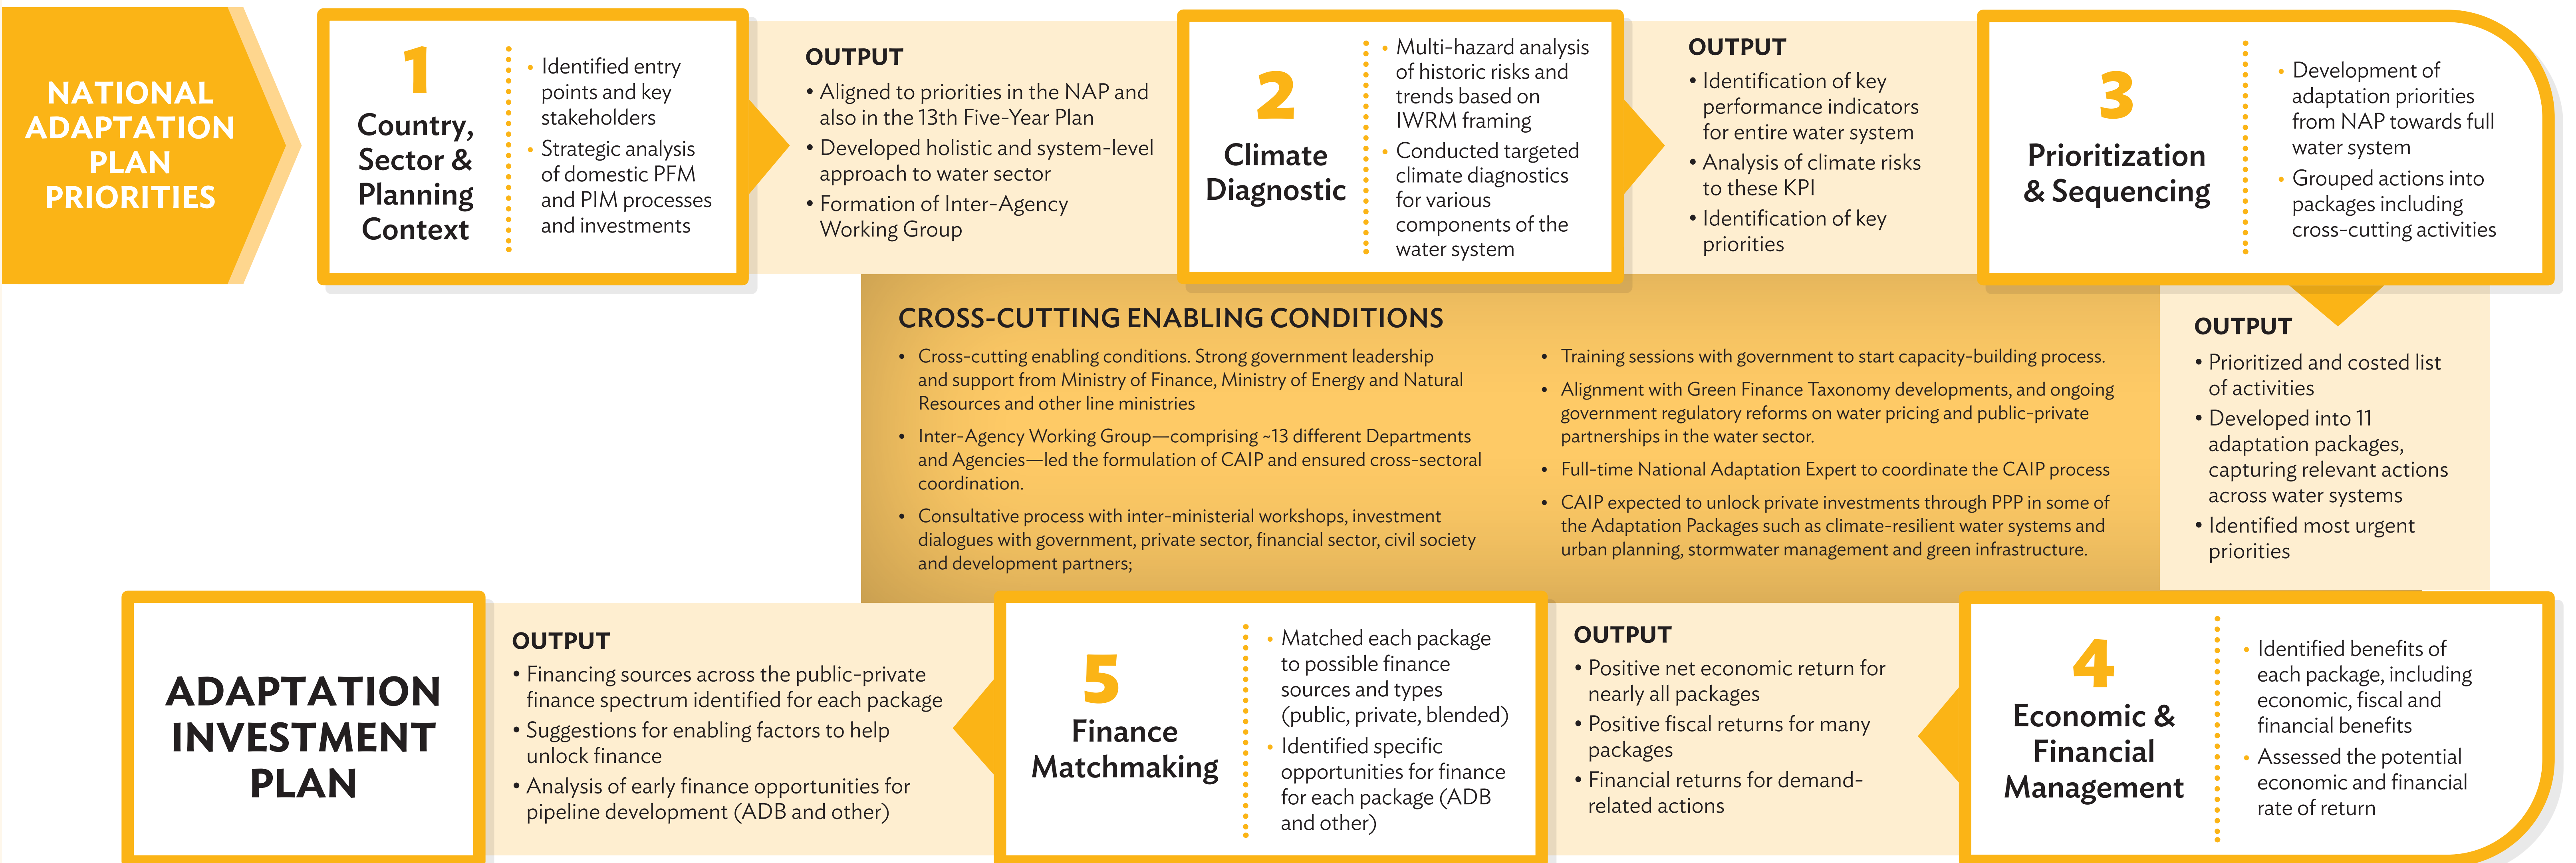 NATIONAL
ADAPTATION
PLAN
PRIORITIES
1
Country,
Sector &
Planning
Context
• Identified entry
points and key
stakeholders
• Strategic analysis
of domestic PFM
and PIM processes
and investments
OUTPUT
• Aligned to priorities in the NAP and
also in the 13th Five-Year Plan
• Developed holistic and system-level
approach to water sector
• Formation of Inter-Agency
Working Group
2
Climate
Diagnostic
• Multi-hazard analysis
of historic risks and
trends based on
IWRM framing
• Conducted targeted
climate diagnostics
for various
components of the
water system
OUTPUT
• Identification of key
performance indicators
for entire water system
• Analysis of climate risks
to these KPI
• Identification of key
priorities
3
Prioritization
& Sequencing
• Development of
adaptation priorities
from NAP towards full
water system
• Grouped actions into
packages including
cross-cutting activities
CROSS-CUTTING ENABLING CONDITIONS
• Cross-cutting enabling conditions. Strong government leadership
and support from Ministry of Finance, Ministry of Energy and Natural
Resources and other line ministries
• Inter-Agency Working Group—comprising ~13 different Departments
and Agencies—led the formulation of CAIP and ensured cross-sectoral
coordination.
• Consultative process with inter-ministerial workshops, investment
dialogues with government, private sector, financial sector, civil society
and development partners;
• Training sessions with government to start capacity-building process.
• Alignment with Green Finance Taxonomy developments, and ongoing
government regulatory reforms on water pricing and public-private
partnerships in the water sector.
• Full-time National Adaptation Expert to coordinate the CAIP process
• CAIP expected to unlock private investments through PPP in some of
the Adaptation Packages such as climate-resilient water systems and
urban planning, stormwater management and green infrastructure.
OUTPUT
• Prioritized and costed list
of activities
• Developed into 11
adaptation packages,
capturing relevant actions
across water systems
• Identified most urgent
priorities
4
Economic &
Financial
Management
• Identified benefits of
each package, including
economic, fiscal and
financial benefits
• Assessed the potential
economic and financial
rate of return
OUTPUT
• Positive net economic return for
nearly all packages
• Positive fiscal returns for many
packages
• Financial returns for demand-
related actions
5
Finance
Matchmaking
• Matched each package
to possible finance
sources and types
(public, private, blended)
• Identified specific
opportunities for finance
for each package (ADB
and other)
OUTPUT
• Financing sources across the public-private
finance spectrum identified for each package
• Suggestions for enabling factors to help
unlock finance
• Analysis of early finance opportunities for
pipeline development (ADB and other)
ADAPTATION
INVESTMENT
PLAN